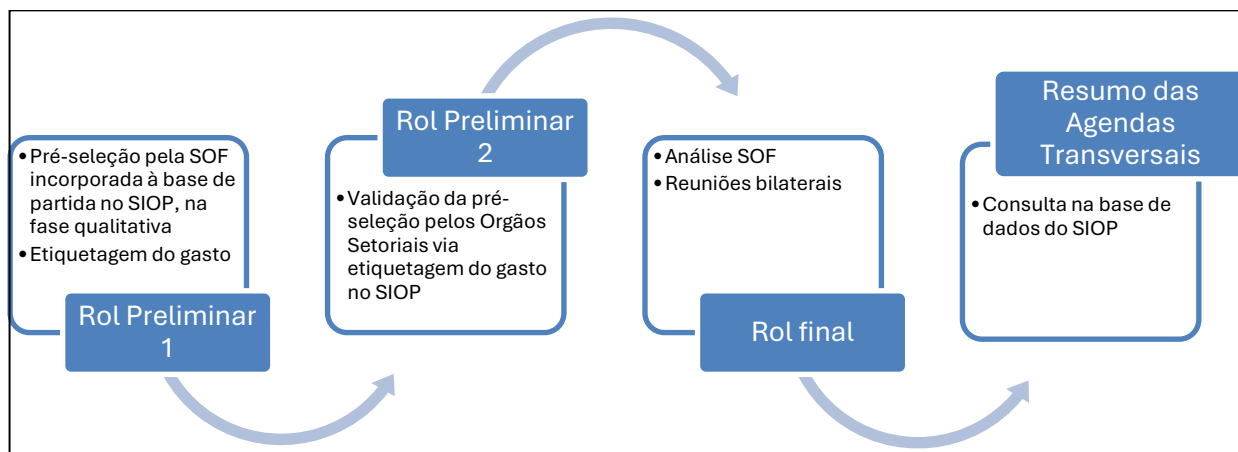 •Pré-seleção pela SOF
incorporada à base de
partida no SIOP, na
fase qualitativa
•Etiquetagem do gasto
Rol Preliminar
1
Rol Preliminar
2
•Validação da pré-
seleção pelos Orgãos
Setoriais via
etiquetagem do gasto
no SIOP
•Análise SOF
•Reuniões bilaterais
Rol final
Resumo das
Agendas
Transversais
•Consulta na base de
dados do SIOP